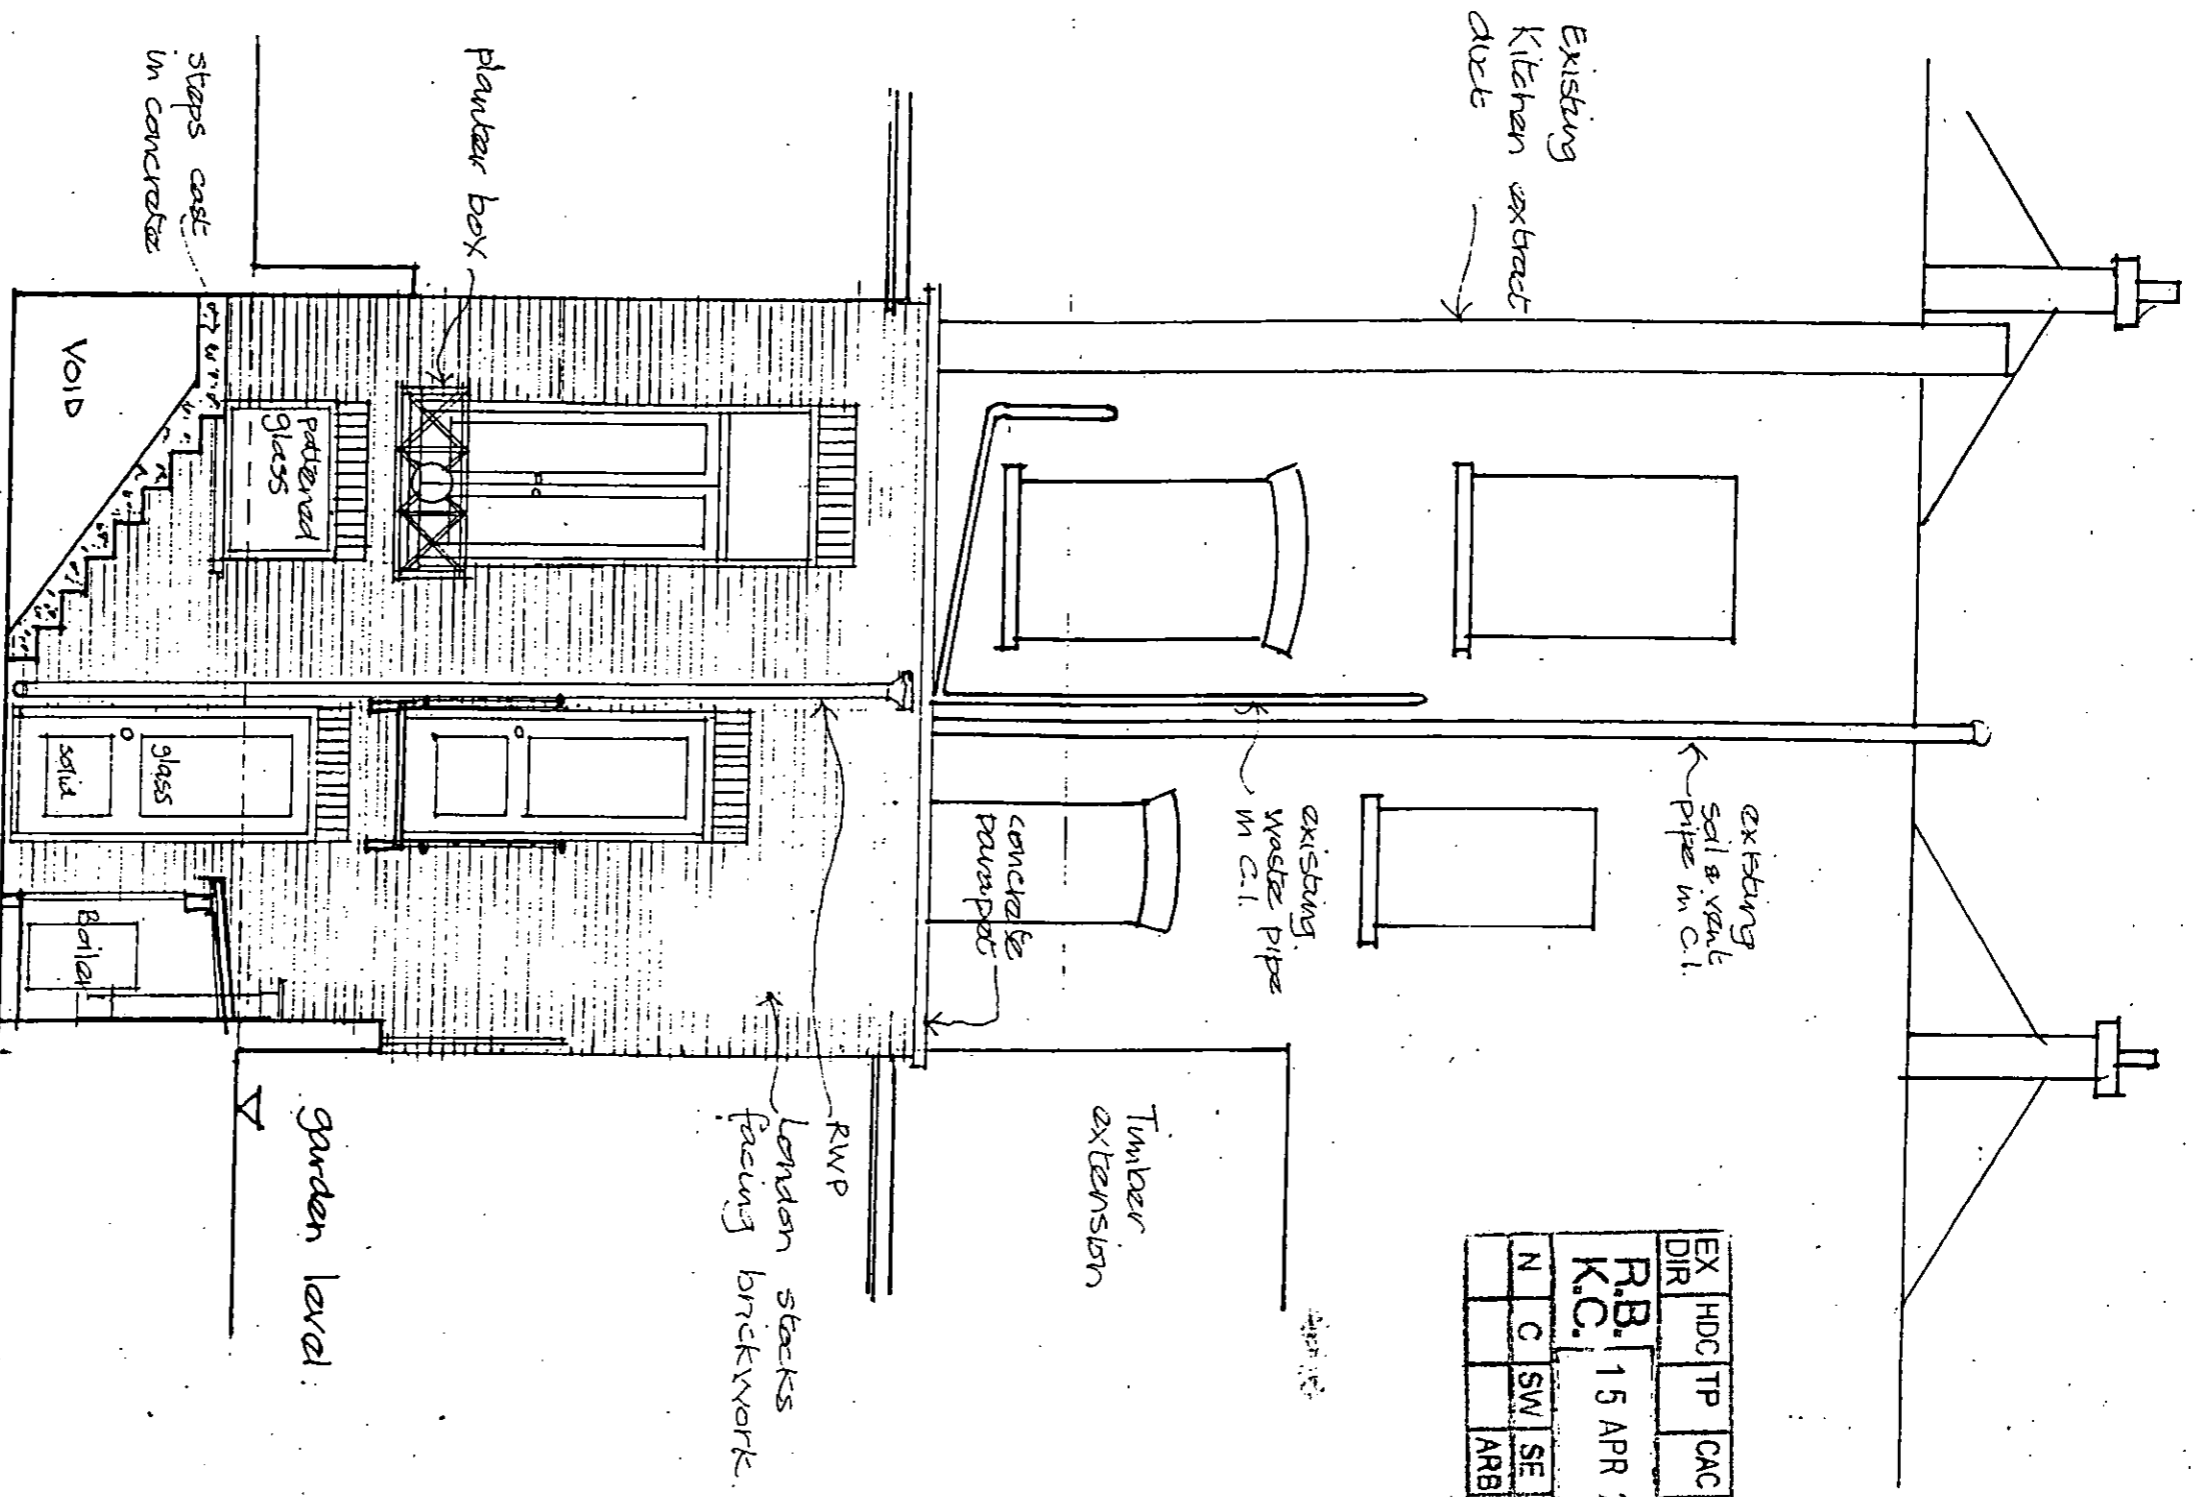 Existing
Kitchen extract
duct
existing
soil & vent
pipe in C.I.
existing
waste pipe
in C.I.
concrete
parapet
Timber
extension
RWP
London stocks
facing brickwork.
planter box
patterned
glass
glass
solid
steps cast
in concrete
VOID
Boiler
garden level.
EX DIR HDC TP CAC
R.B. K.C. 15 APR
N C SW SE
ARB